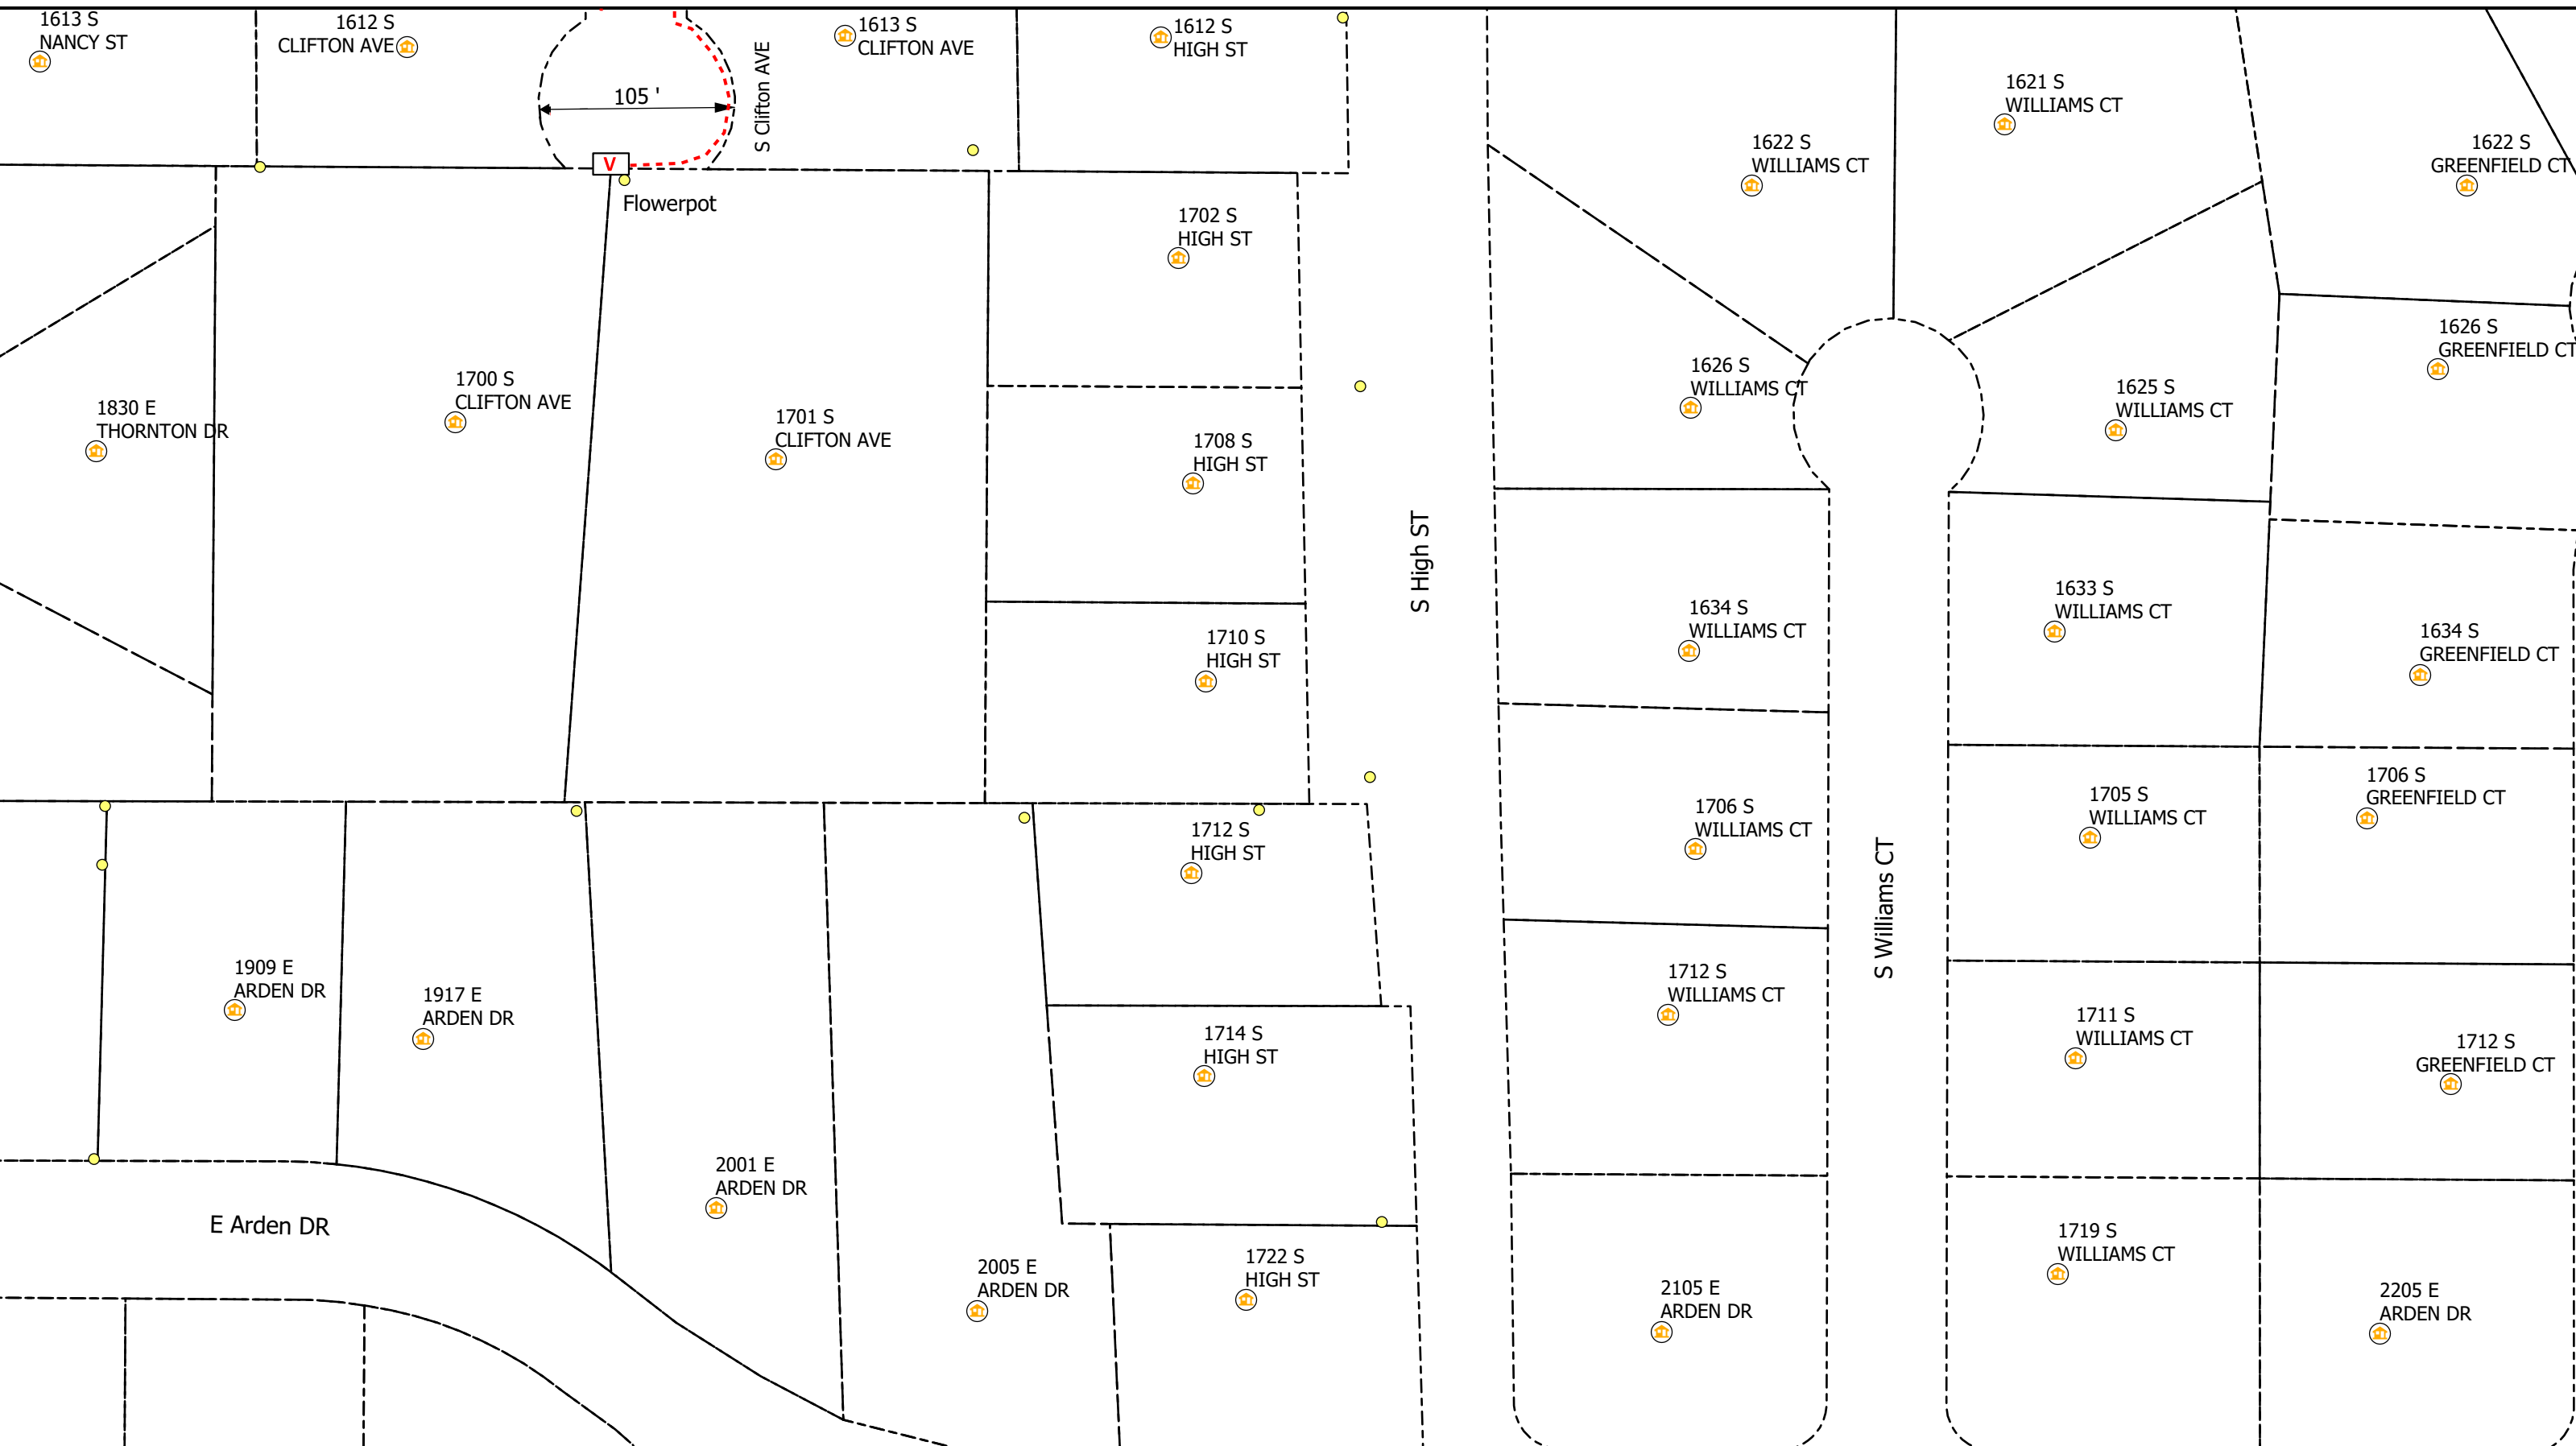 1613 S
NANCY ST
1612 S
CLIFTON AVE
105 '
S Clifton AVE
1613 S
CLIFTON AVE
1612 S
HIGH ST
1621 S
WILLIAMS CT
1622 S
WILLIAMS CT
1622 S
GREENFIELD CT
V
Flowerpot
1702 S
HIGH ST
1626 S
GREENFIELD CT
1626 S
WILLIAMS CT
1625 S
WILLIAMS CT
1700 S
CLIFTON AVE
1830 E
THORNTON DR
1701 S
CLIFTON AVE
1708 S
HIGH ST
S High ST
1633 S
WILLIAMS CT
1634 S
WILLIAMS CT
1634 S
GREENFIELD CT
1710 S
HIGH ST
1706 S
GREENFIELD CT
1705 S
WILLIAMS CT
1706 S
WILLIAMS CT
1712 S
HIGH ST
S Williams CT
1909 E
ARDEN DR
1917 E
ARDEN DR
1712 S
WILLIAMS CT
1711 S
WILLIAMS CT
1714 S
HIGH ST
1712 S
GREENFIELD CT
2001 E
ARDEN DR
E Arden DR
1719 S
WILLIAMS CT
2005 E
ARDEN DR
1722 S
HIGH ST
2105 E
ARDEN DR
2205 E
ARDEN DR